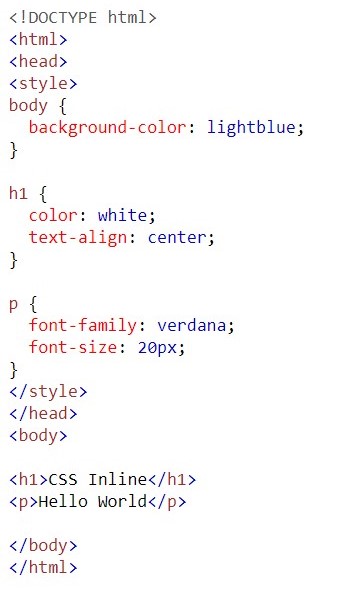 <!DOCTYPE html>
<html>
<head>
<style>
body {
  background-color: lightblue;
}

h1 {
  color: white;
  text-align: center;
}

p {
  font-family: verdana;
  font-size: 20px;
}
</style>
</head>
<body>

<h1>CSS Inline</h1>
<p>Hello World</p>

</body>
</html>